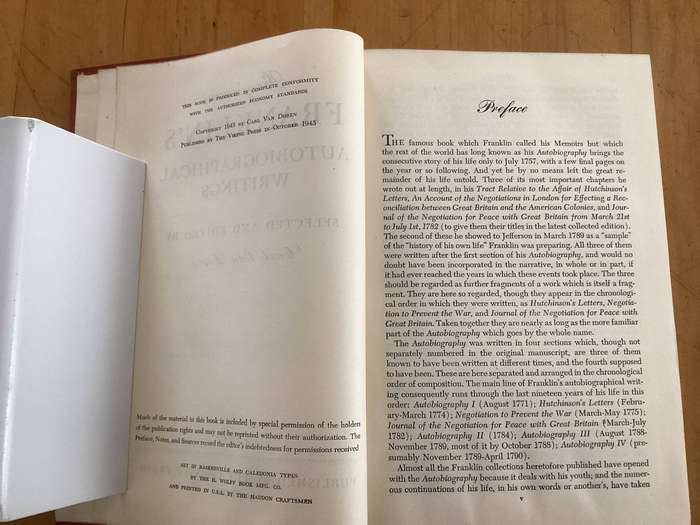 THIS BOOK IS PRODUCED IN COMPLETE CONFORMITY
WITH THE AUTHORIZED ECONOMY STANDARDS
COPYRIGHT 1945 BY CARL VAN DOREN
PUBLISHED BY THE VIKING PRESS IN OCTOBER 1945
Much of the material in this book is included by special permission of the holders
of the publication rights and may not be reprinted without their authorization. The
Preface, Notes, and Sources record the editor's indebtedness for permissions received
SET IN BASKERVILLE AND CALEDONIA TYPES
BY THE H. WOLFF BOOK MFG. CO.
AND PRINTED IN U.S.A. BY THE HADDON CRAFTSMEN
Preface
THE famous book which Franklin called his Memoirs but which
the rest of the world has long known as his Autobiography brings the
consecutive story of his life only to July 1757, with a few final pages on
the year or so following. And yet he by no means left the great re-
mainder of his life untold. Three of its most important chapters he
wrote out at length, in his Tract Relative to the Affair of Hutchinson's
Letters, An Account of the Negotiations in London for Effecting a Rec-
onciliation between Great Britain and the American Colonies, and Jour-
nal of the Negotiation for Peace with Great Britain from March 21st
to July 1st, 1782 (to give them their titles in the latest collected edition).
The second of these he showed to Jefferson in March 1789 as a "sample"
of the "history of his own life" Franklin was preparing. All three of them
were written after the first section of his Autobiography, and would no
doubt have been incorporated in the narrative, in whole or in part, if
it had ever reached the years in which these events took place. The three
should be regarded as further fragments of a work which is itself a frag-
ment. They are here so regarded, though they appear in the chronologi-
cal order in which they were written, as Hutchinson's Letters, Negotia-
tion to Prevent the War, and Journal of the Negotiation for Peace with
Great Britain. Taken together they are nearly as long as the more familiar
part of the Autobiography which goes by the whole name.
The Autobiography was written in four sections which, though not
separately numbered in the original manuscript, are three of them
known to have been written at different times, and the fourth supposed
to have been. These are here separated and arranged in the chronological
order of composition. The main line of Franklin's autobiographical writ-
ing consequently runs through the last nineteen years of his life in this
order: Autobiography I (August 1771); Hutchinson's Letters (Febru-
ary-March 1774); Negotiation to Prevent the War (March-May 1775);
Journal of the Negotiation for Peace with Great Britain (March-July
1782); Autobiography II (1784); Autobiography III (August 1788-
November 1789, most of it by October 1788); Autobiography IV (pre-
sumably November 1789-April 1790).
Almost all the Franklin collections heretofore published have opened
with the Autobiography because it deals with his youth; and the numer-
ous continuations of his life, in his own words or another's, have taken
v